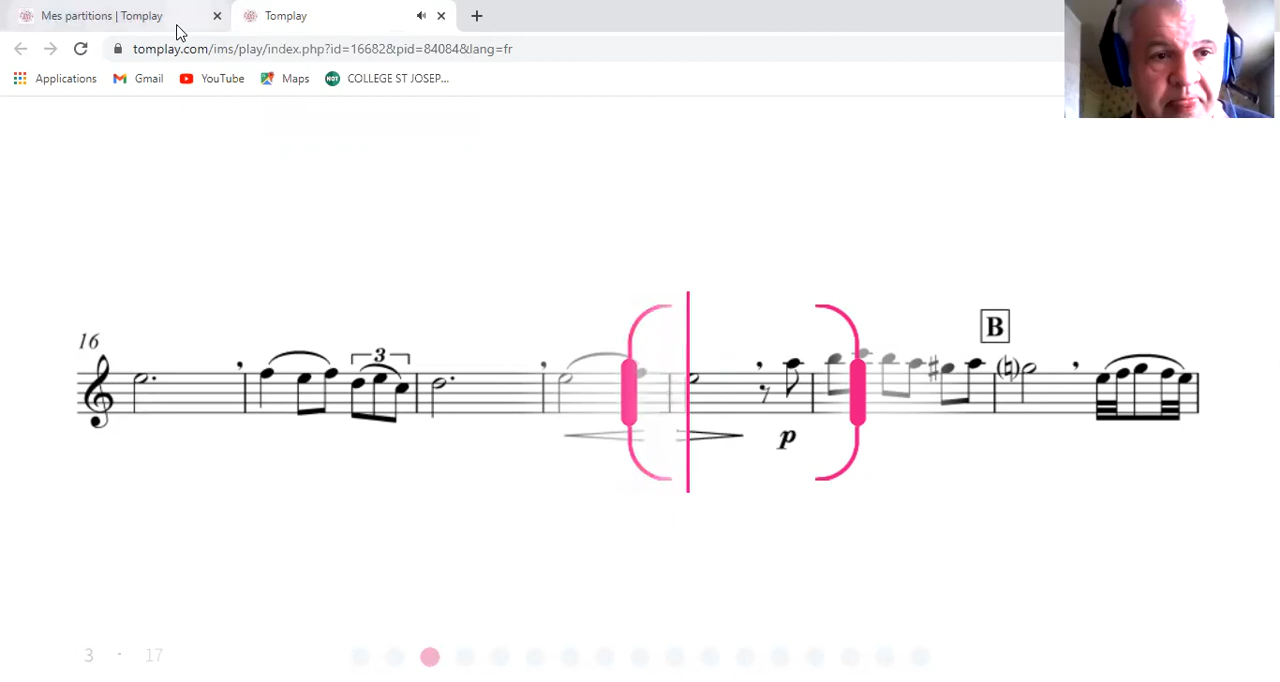 Mes partitions | Tomplay
Tomplay
tomplay.com/ims/play/index.php?id=16682&pid=84084&lang=fr
Applications
Gmail
YouTube
Maps
NOT
COLLEGE ST JOSEP...
16
3
p
B
(♮)
3 - 17